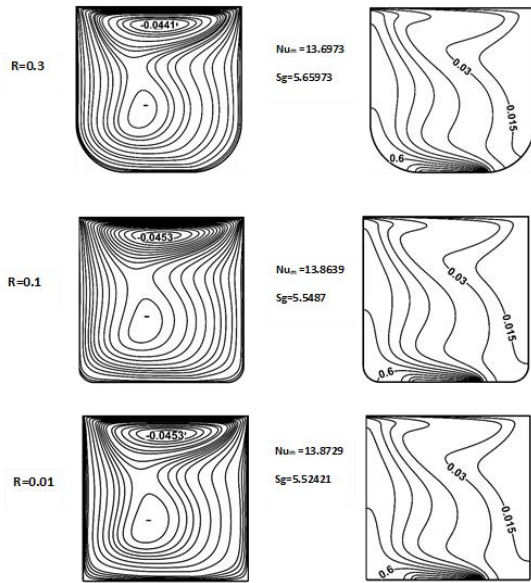 -0.0441
R=0.3
Nuₘ =13.6973
Sg=5.65973
0.03
0.015
0.6
-
-0.0453
R=0.1
Nuₘ =13.8639
Sg=5.5487
0.03
0.015
0.6
-
-0.0453
R=0.01
Nuₘ =13.8729
Sg=5.52421
0.03
0.015
0.6
-